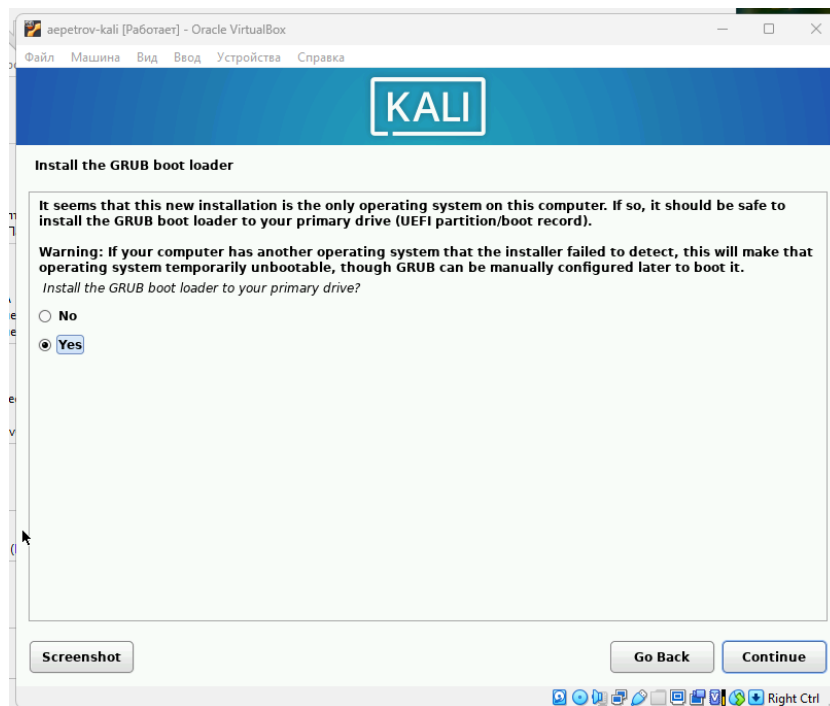 aepetrov-kali [Работает] - Oracle VirtualBox
Файл Машина Вид Ввод Устройства Справка
KALI
Install the GRUB boot loader
It seems that this new installation is the only operating system on this computer. If so, it should be safe to
install the GRUB boot loader to your primary drive (UEFI partition/boot record).
Warning: If your computer has another operating system that the installer failed to detect, this will make that
operating system temporarily unbootable, though GRUB can be manually configured later to boot it.
Install the GRUB boot loader to your primary drive?
No
Yes
Screenshot Go Back Continue
Right Ctrl